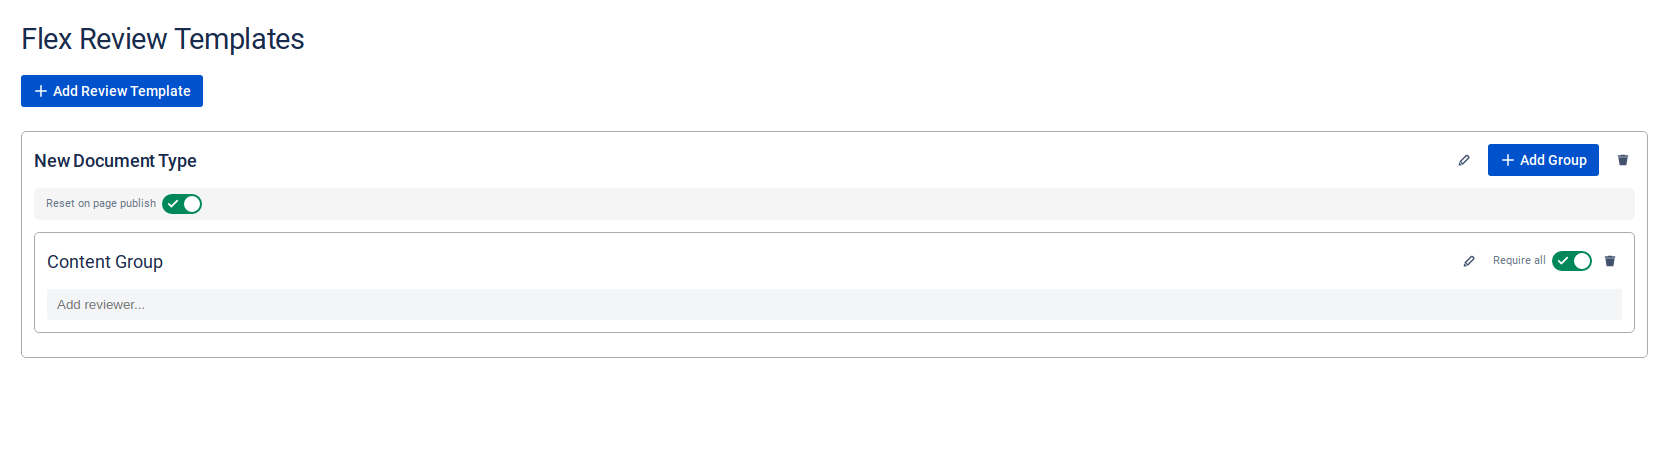 Flex Review Templates
Add Review Template
New Document Type
Add Group
Reset on page publish
Content Group
Require all
Add reviewer...